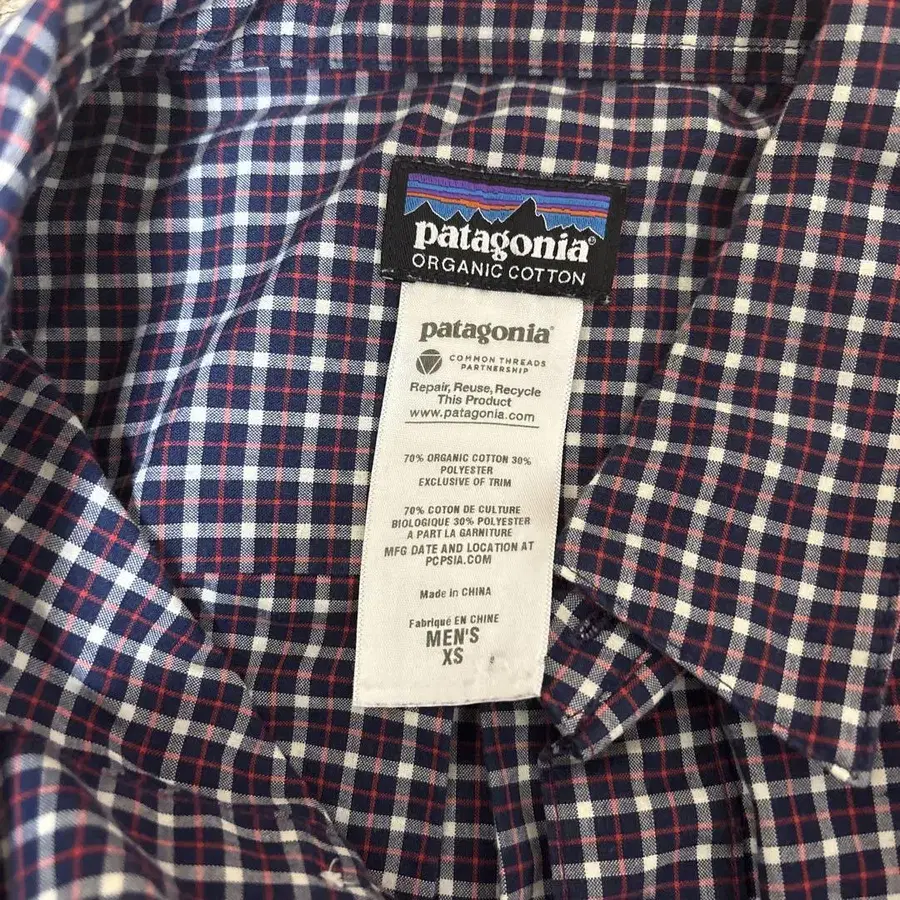 patagonia®
ORGANIC COTTON
patagonia®
COMMON THREADS
PARTNERSHIP
Repair, Reuse, Recycle
This Product
www.patagonia.com
70% ORGANIC COTTON 30%
POLYESTER
EXCLUSIVE OF TRIM
70% COTON DE CULTURE
BIOLOGIQUE 30% POLYESTER
A PART LA GARNITURE
MFG DATE AND LOCATION AT
PCPSIA.COM
Made in CHINA
Fabriqué EN CHINE
MEN'S
XS